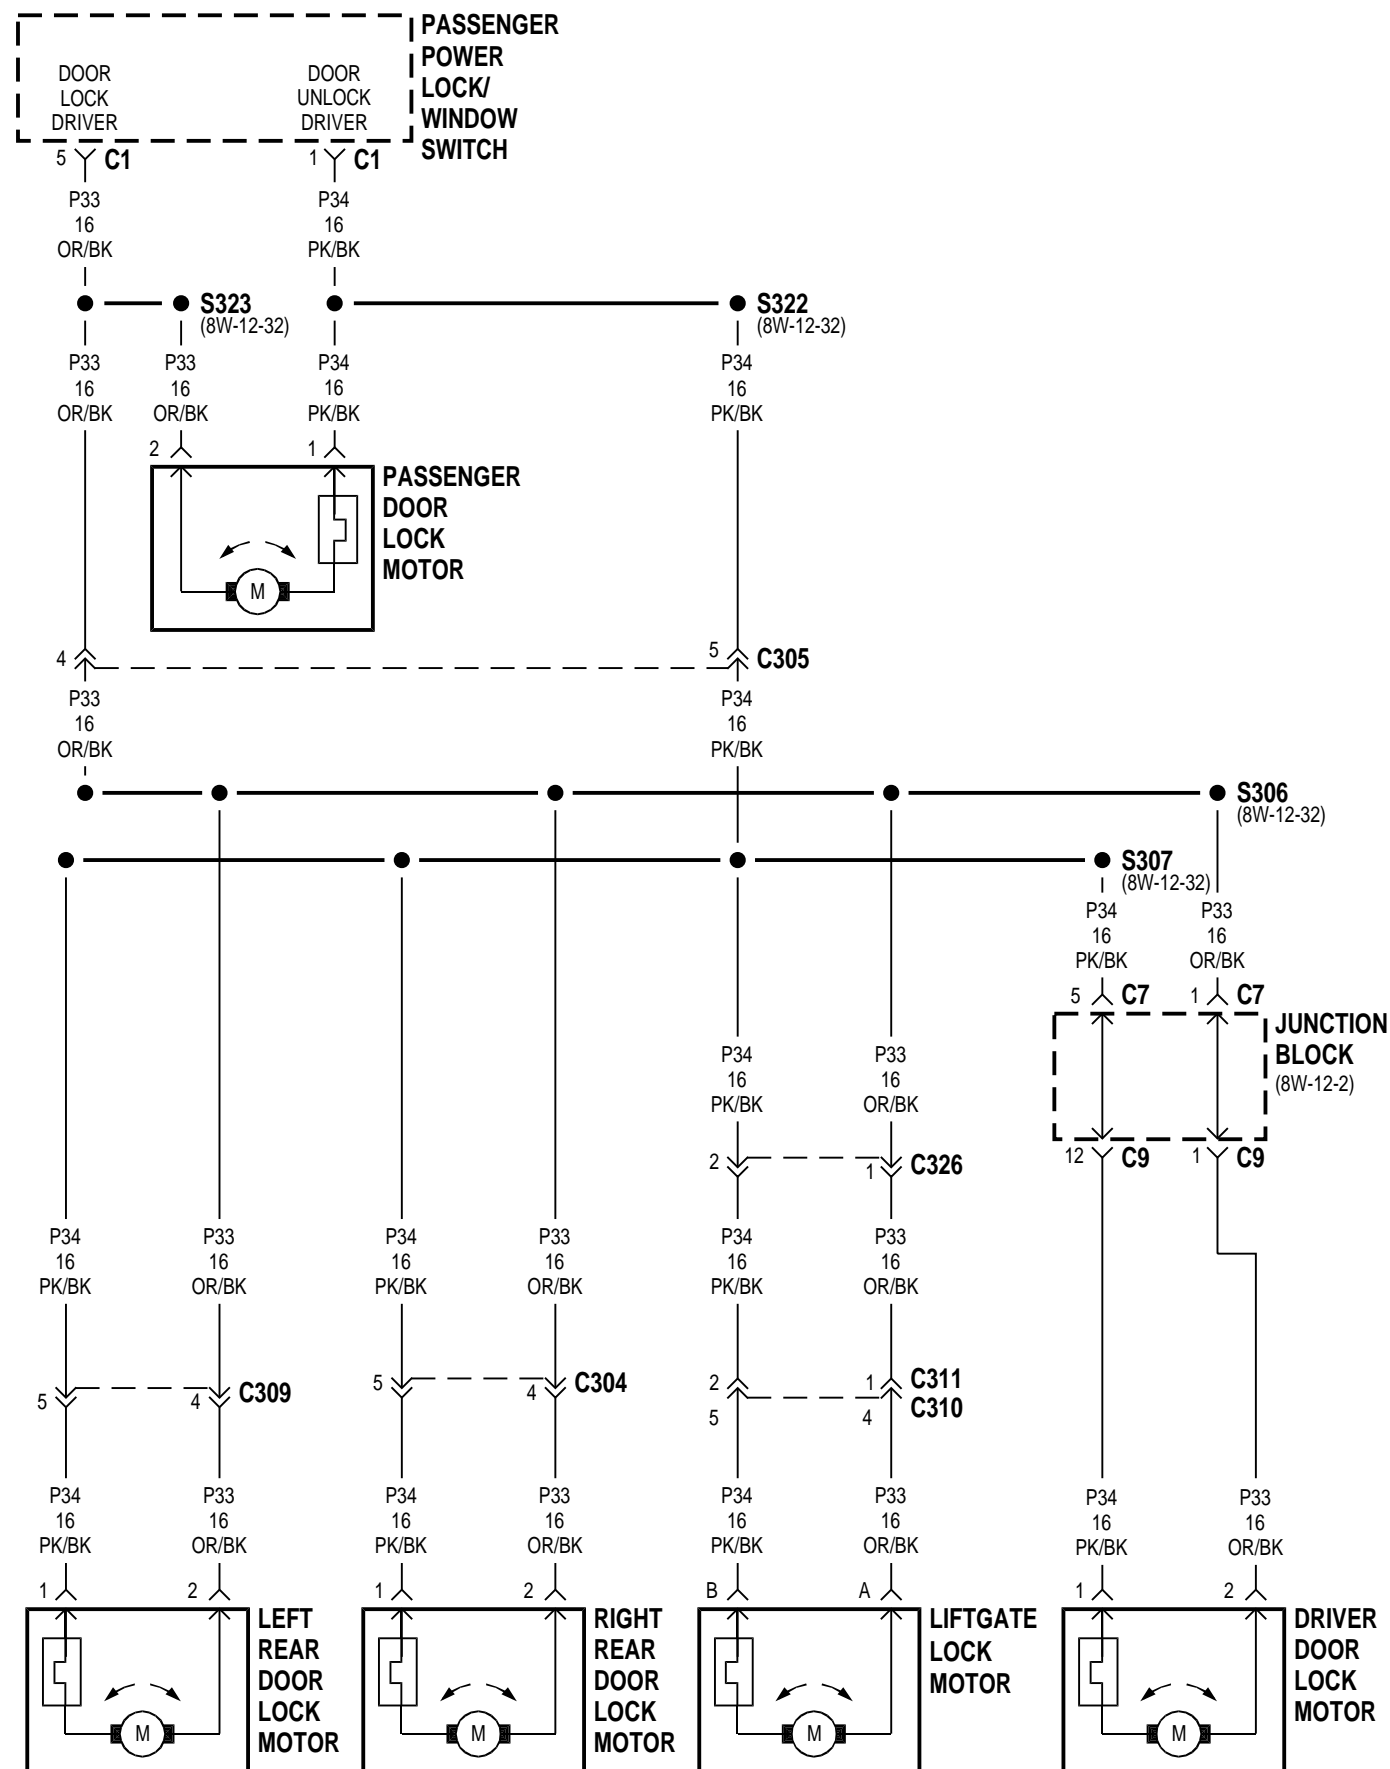 PASSENGER
POWER
LOCK/
WINDOW
SWITCH
DOOR
LOCK
DRIVER
DOOR
UNLOCK
DRIVER
5 C1
1 C1
P33
16
OR/BK
P34
16
PK/BK
S323
(8W-12-32)
S322
(8W-12-32)
P33
16
OR/BK
P33
16
OR/BK
P34
16
PK/BK
P34
16
PK/BK
2
1
PASSENGER
DOOR
LOCK
MOTOR
M
4
5 C305
P33
16
OR/BK
P34
16
PK/BK
S306
(8W-12-32)
S307
(8W-12-32)
P34
16
PK/BK
P33
16
OR/BK
5 C7
1 C7
JUNCTION
BLOCK
(8W-12-2)
P34
16
PK/BK
P33
16
OR/BK
2
1 C326
12 C9
1 C9
P34
16
PK/BK
P33
16
OR/BK
P34
16
PK/BK
P33
16
OR/BK
P34
16
PK/BK
P33
16
OR/BK
5
4 C309
5
4 C304
2
1 C311
C310
5
4
P34
16
PK/BK
P33
16
OR/BK
P34
16
PK/BK
P33
16
OR/BK
P34
16
PK/BK
P33
16
OR/BK
P34
16
PK/BK
P33
16
OR/BK
1
2
1
2
B
A
1
2
LEFT
REAR
DOOR
LOCK
MOTOR
M
RIGHT
REAR
DOOR
LOCK
MOTOR
M
LIFTGATE
LOCK
MOTOR
M
DRIVER
DOOR
LOCK
MOTOR
M